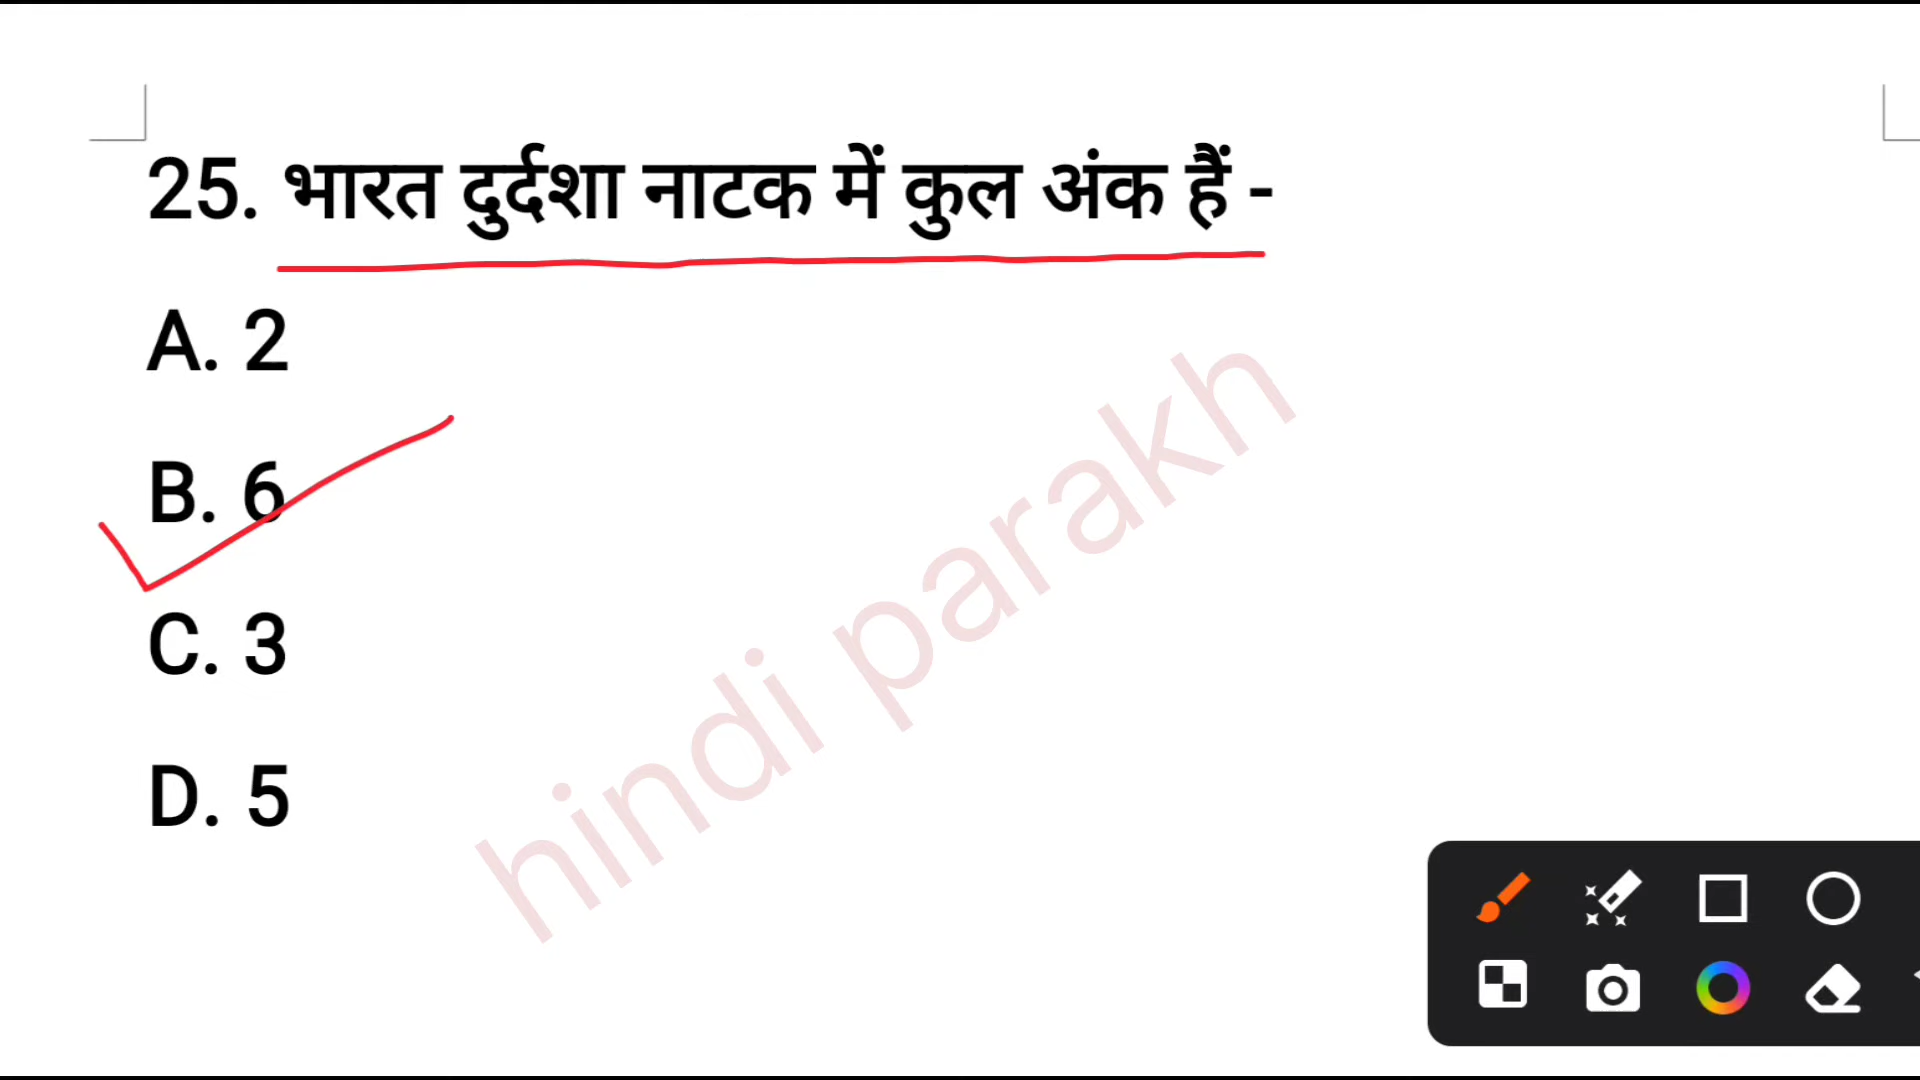 25. भारत दुर्दशा नाटक में कुल अंक हैं -
A. 2
B. 6
C. 3
D. 5
hindi parakh